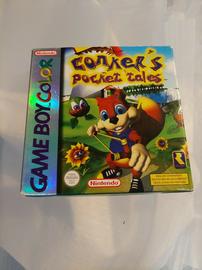 Nintendo
GAME BOY COLOR
CONKER'S
POCKET TALES
Nintendo